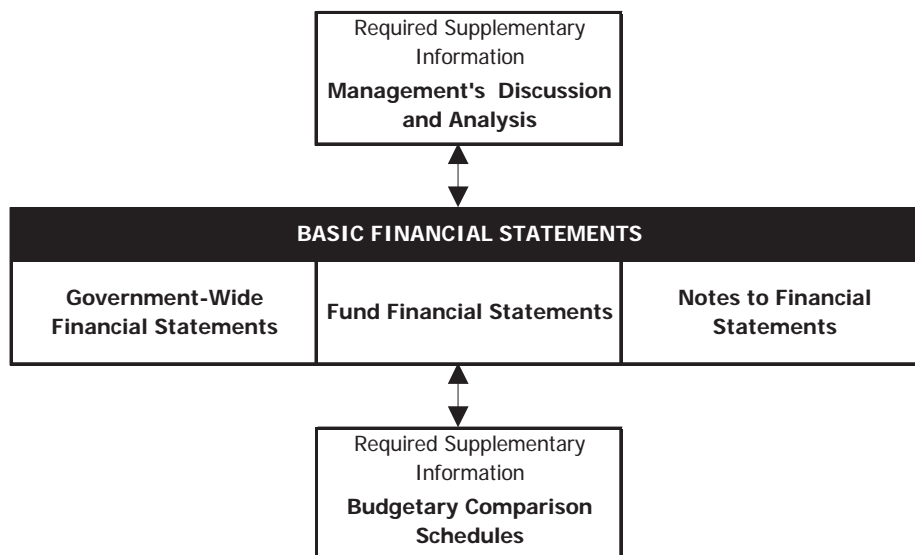 Required Supplementary
Information
Management's Discussion
and Analysis
BASIC FINANCIAL STATEMENTS
Government-Wide
Financial Statements
Fund Financial Statements
Notes to Financial
Statements
Required Supplementary
Information
Budgetary Comparison
Schedules